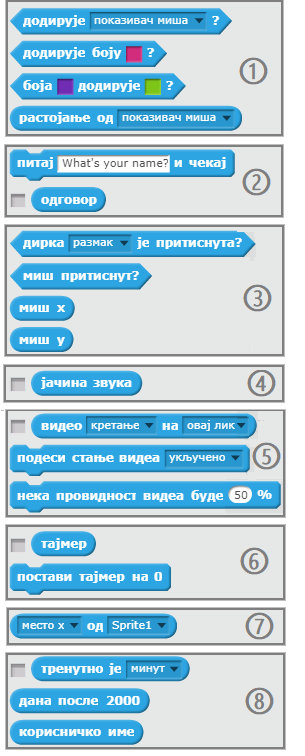 додирује показивач миша ?
додирује боју ?
боја додирује ?
растојање од показивач миша
1
питај What's your name? и чекај
2
одговор
дирка размак је притиснута?
миш притиснут?
3
миш x
миш y
јачина звука
4
видео кретање на овај лик
подеси стање видеа укључено
5
нека провидност видеа буде 50 %
тајмер
6
постави тајмер на 0
место x од Sprite1
7
тренутно је минут
дана после 2000
8
корисничко име